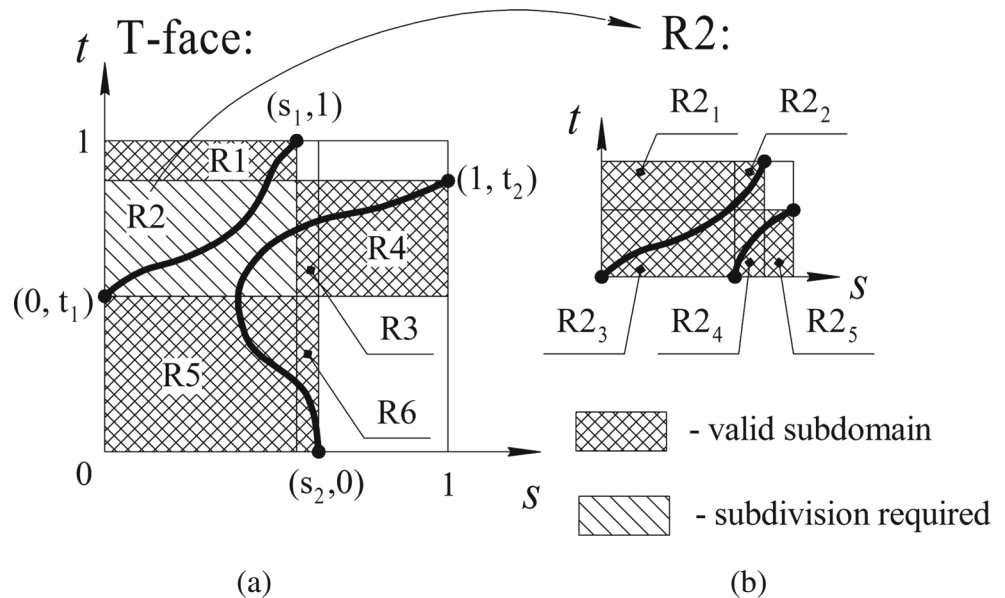 T-face:
R2:
t
(s₁,1)
1
R1
R2
(1, t₂)
R4
(0, t₁)
R3
R5
R6
0
(s₂,0)
1
s
R2₁
R2₂
t
s
R2₃
R2₄
R2₅
- valid subdomain
- subdivision required
(a)
(b)